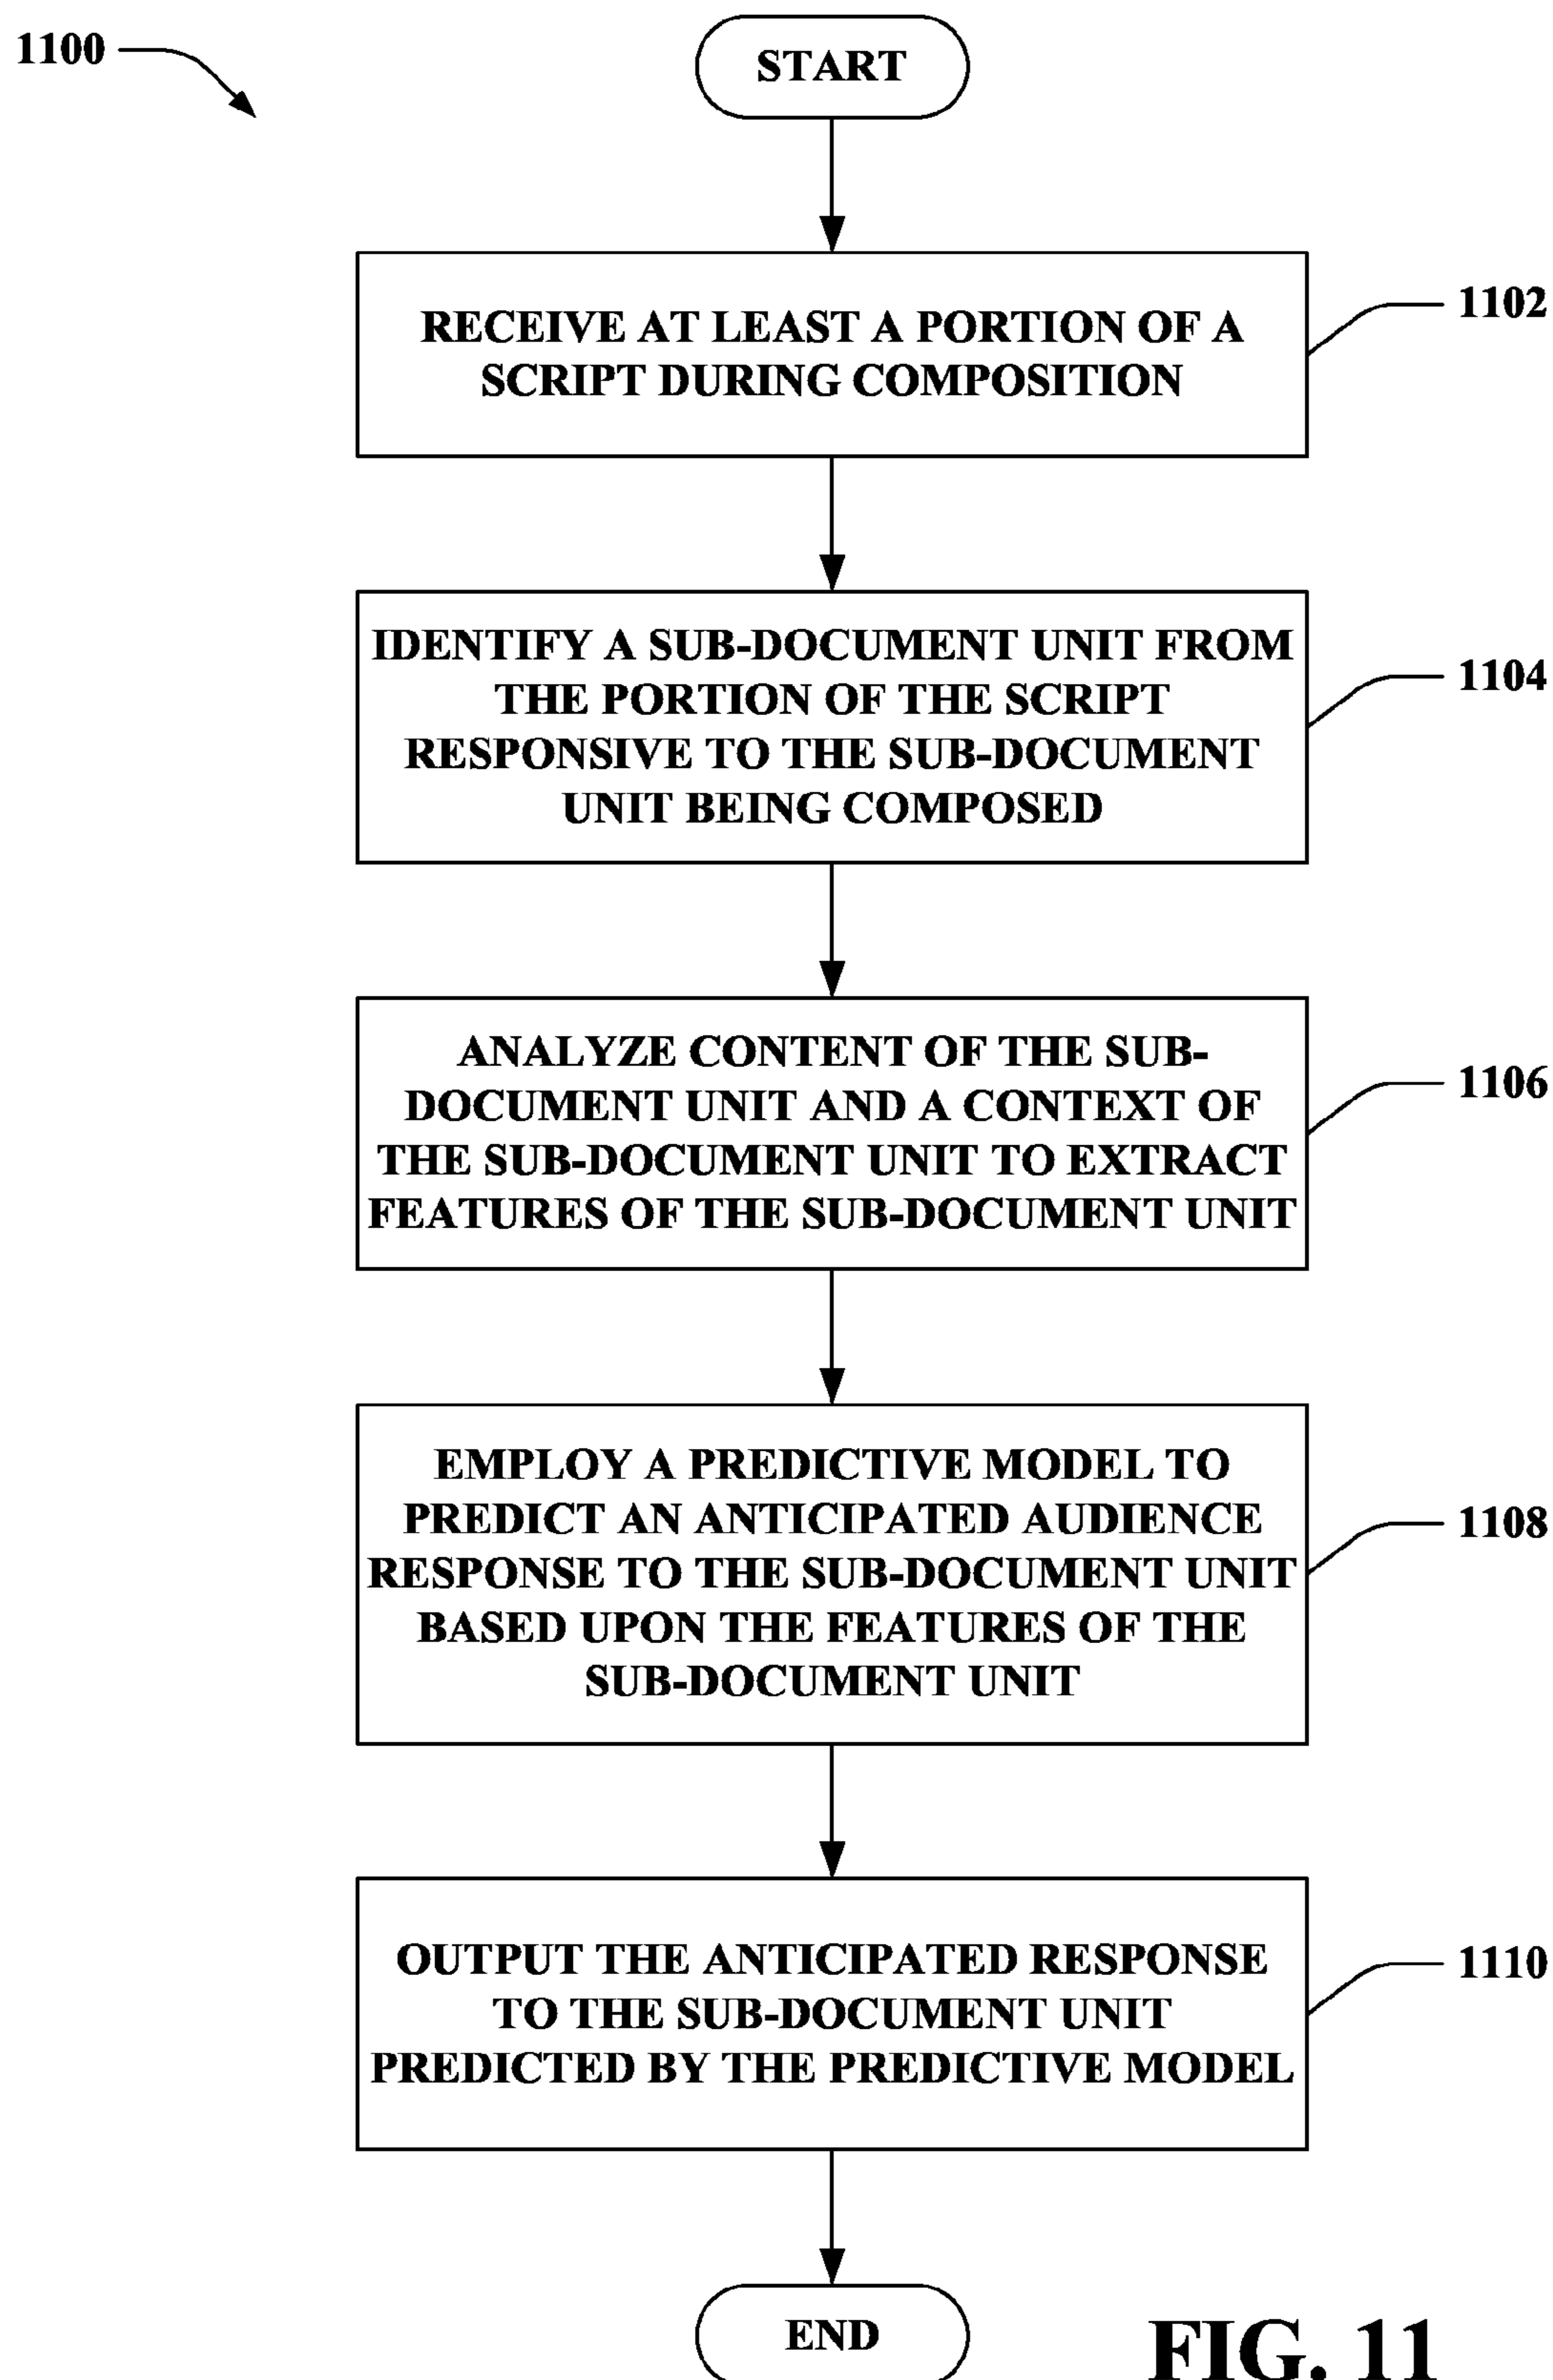 1100
START
RECEIVE AT LEAST A PORTION OF A
SCRIPT DURING COMPOSITION
1102
IDENTIFY A SUB-DOCUMENT UNIT FROM
THE PORTION OF THE SCRIPT
RESPONSIVE TO THE SUB-DOCUMENT
UNIT BEING COMPOSED
1104
ANALYZE CONTENT OF THE SUB-
DOCUMENT UNIT AND A CONTEXT OF
THE SUB-DOCUMENT UNIT TO EXTRACT
FEATURES OF THE SUB-DOCUMENT UNIT
1106
EMPLOY A PREDICTIVE MODEL TO
PREDICT AN ANTICIPATED AUDIENCE
RESPONSE TO THE SUB-DOCUMENT UNIT
BASED UPON THE FEATURES OF THE
SUB-DOCUMENT UNIT
1108
OUTPUT THE ANTICIPATED RESPONSE
TO THE SUB-DOCUMENT UNIT
PREDICTED BY THE PREDICTIVE MODEL
1110
END
FIG. 11